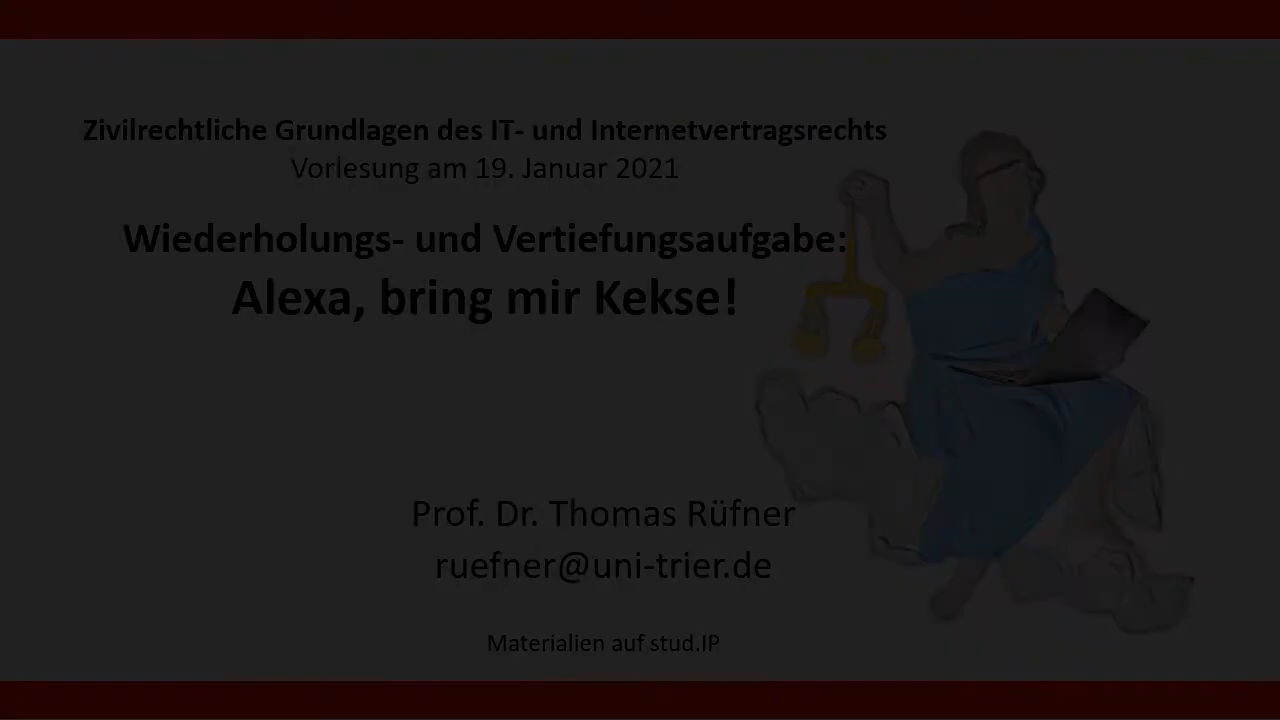 Zivilrechtliche Grundlagen des IT- und Internetvertragsrechts
Vorlesung am 19. Januar 2021
Wiederholungs- und Vertiefungsaufgabe:
Alexa, bring mir Kekse!
Prof. Dr. Thomas Rüfner
ruefner@uni-trier.de
Materialien auf stud.IP